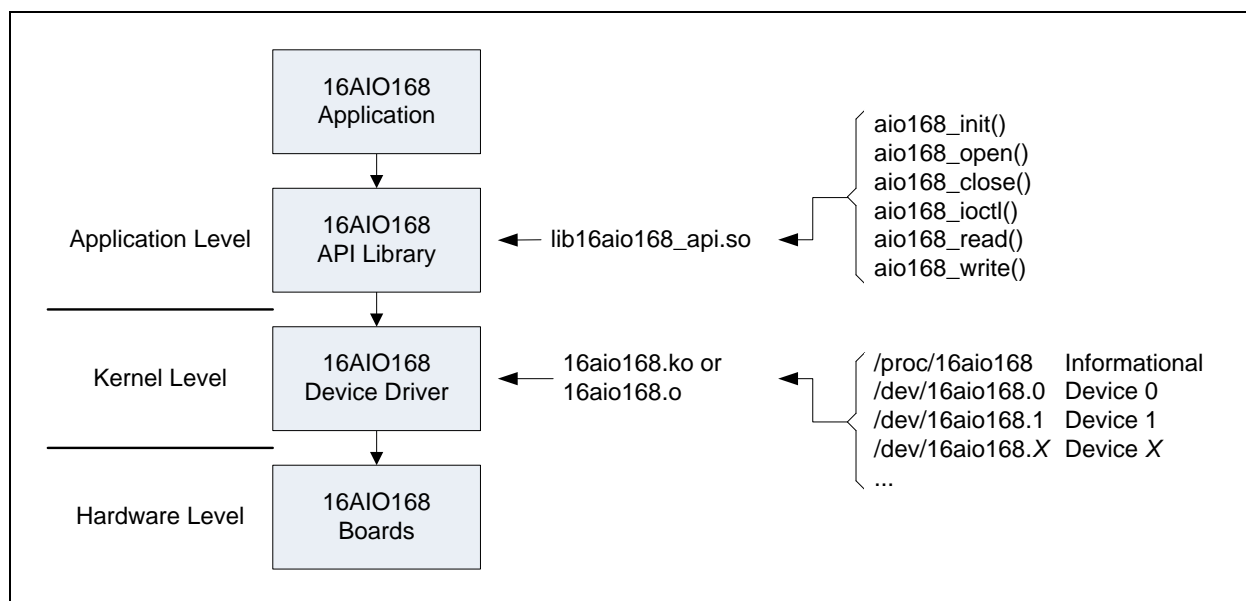 16AIO168
Application
Application Level
16AIO168
API Library
lib16aio168_api.so
aio168_init()
aio168_open()
aio168_close()
aio168_ioctl()
aio168_read()
aio168_write()
Kernel Level
16AIO168
Device Driver
16aio168.ko or
16aio168.o
/proc/16aio168 Informational
/dev/16aio168.0 Device 0
/dev/16aio168.1 Device 1
/dev/16aio168.X Device X
...
Hardware Level
16AIO168
Boards